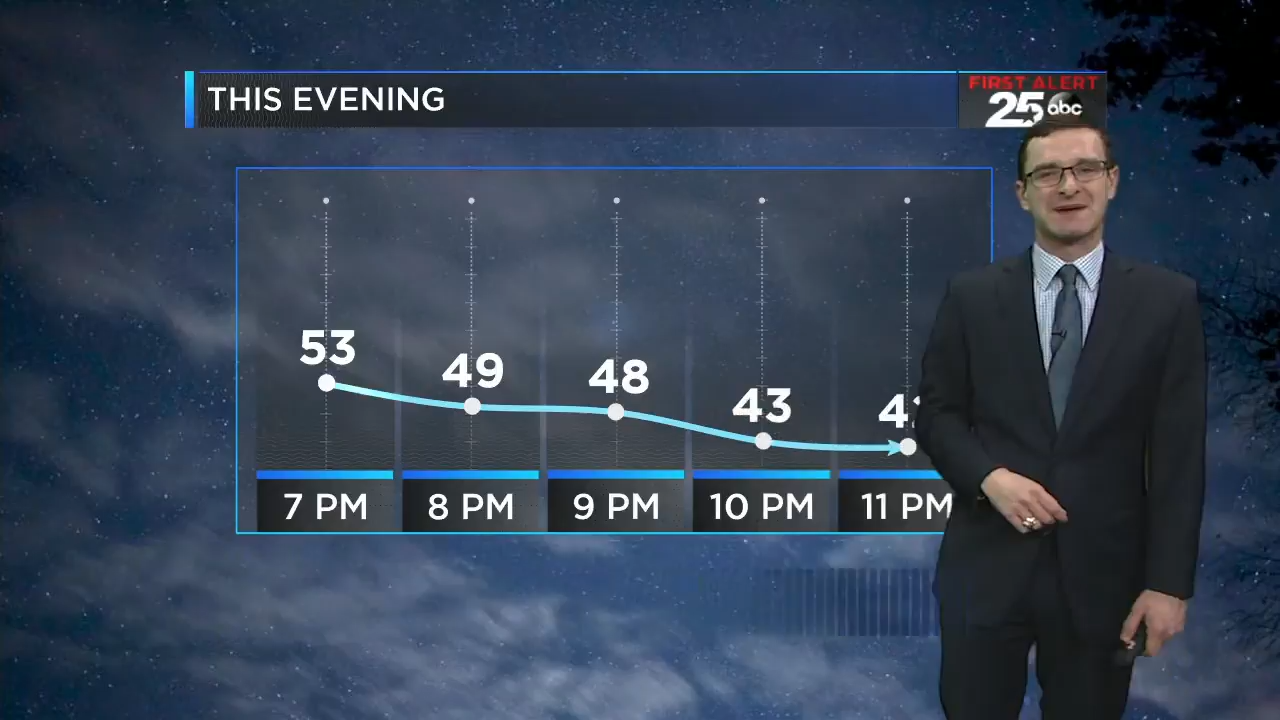 THIS EVENING
FIRST ALERT
25 abc
53
49
48
43
7 PM
8 PM
9 PM
10 PM
11 PM